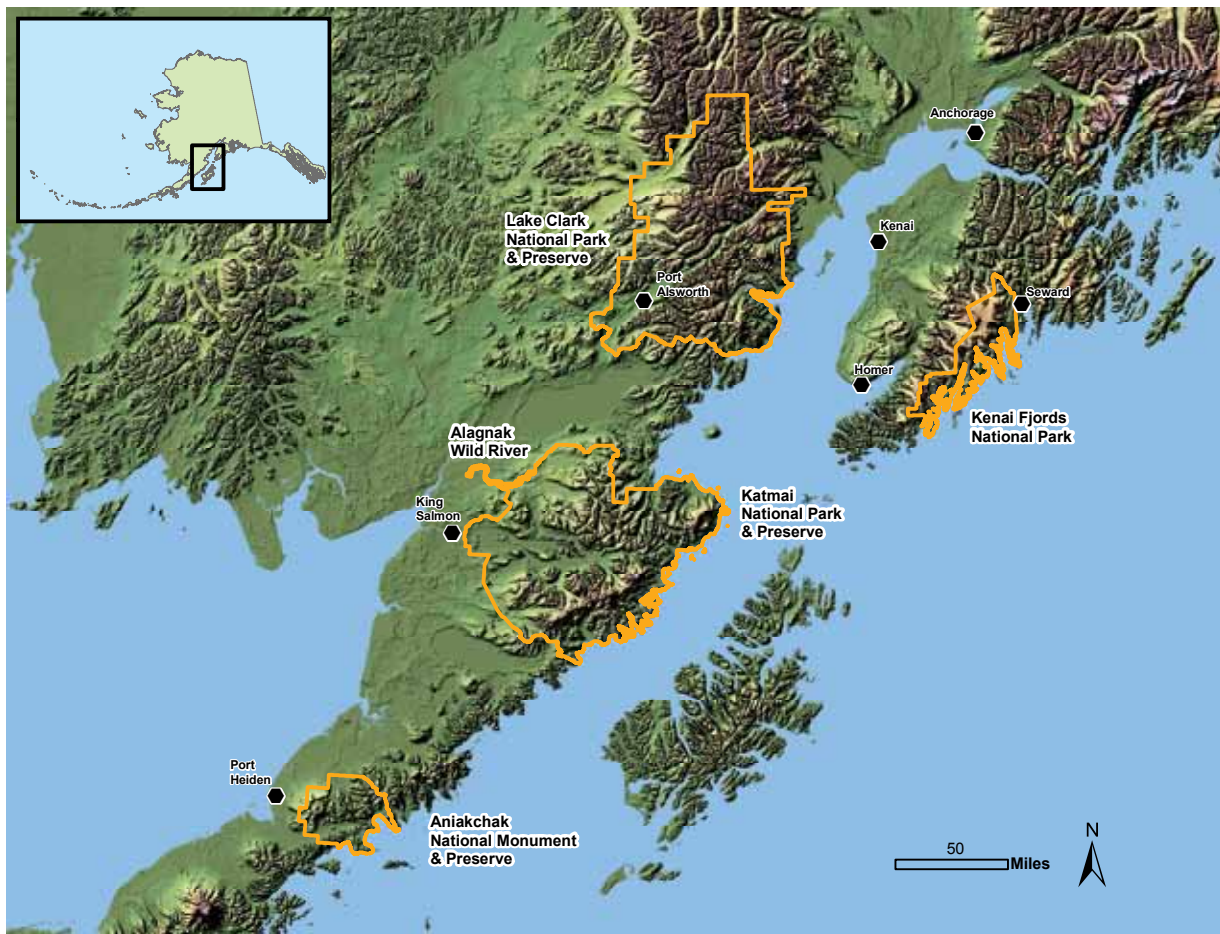 Anchorage
Lake Clark
National Park
& Preserve
Kenai
Port
Alsworth
Seward
Homer
Kenai Fjords
National Park
Alagnak
Wild River
King
Salmon
Katmai
National Park
& Preserve
Port
Heiden
Aniakchak
National Monument
& Preserve
N
50
Miles